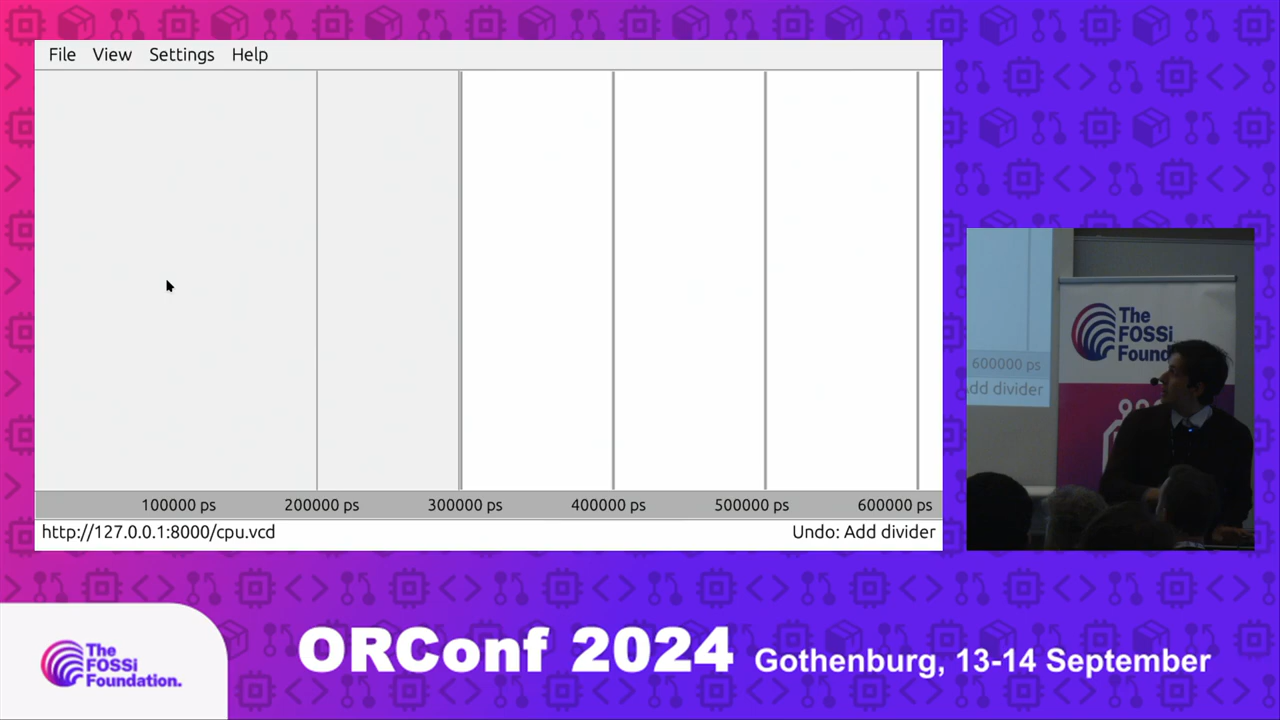 File View Settings Help
100000 ps 200000 ps 300000 ps 400000 ps 500000 ps 600000 ps
http://127.0.0.1:8000/cpu.vcd Undo: Add divider
The
FOSSi
Found
600000 ps
dd divider
The
FOSSi
Foundation.
ORConf 2024 Gothenburg, 13-14 September